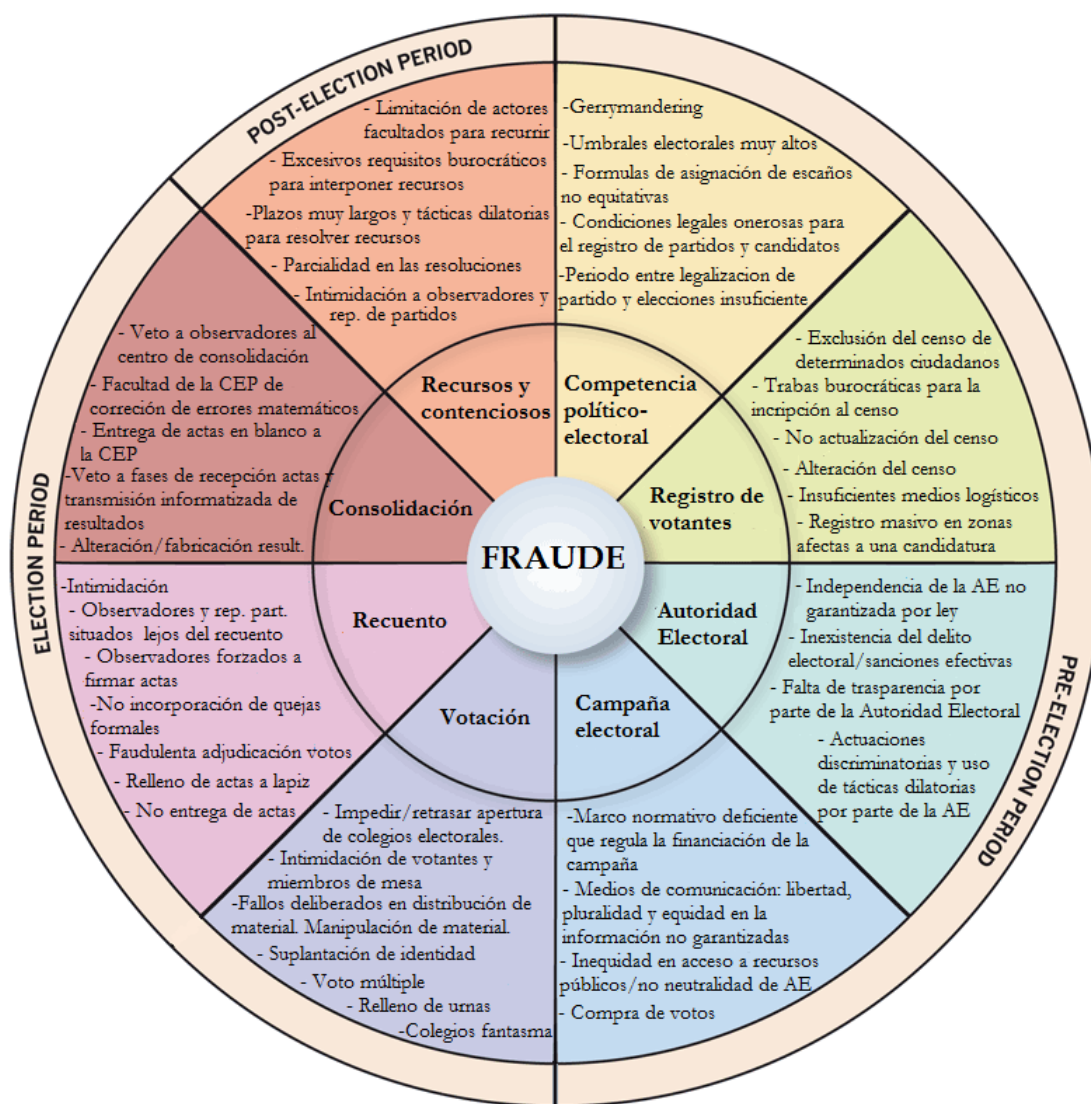 POST-ELECTION PERIOD
- Limitación de actores
facultados para recurrir
- Excesivos requisitos burocráticos
para interponer recursos
-Plazos muy largos y tácticas dilatorias
para resolver recursos
- Parcialidad en las resoluciones
- Intimidación a observadores y
rep. de partidos
Recursos y
contenciosos
-Gerrymandering
-Umbrales electorales muy altos
- Formulas de asignación de escaños
no equitativas
- Condiciones legales onerosas para
el registro de partidos y candidatos
-Periodo entre legalizacion de
partido y elecciones insuficiente
Competencia
político-
electoral
- Exclusión del censo de
determinados ciudadanos
- Trabas burocráticas para la
incripción al censo
- No actualización del censo
- Alteración del censo
- Insuficientes medios logísticos
- Registro masivo en zonas
afectas a una candidatura
Registro de
votantes
- Independencia de la AE no
garantizada por ley
- Inexistencia del delito
electoral/sanciones efectivas
- Falta de trasparencia por
parte de la Autoridad Electoral
- Actuaciones
discriminatorias y uso
de tácticas dilatorias
por parte de la AE
Autoridad
Electoral
PRE-ELECTION PERIOD
Campaña
electoral
-Marco normativo deficiente
que regula la financiación de la
campaña
- Medios de comunicación: libertad,
pluralidad y equidad en la
información no garantizadas
- Inequidad en acceso a recursos
públicos/no neutralidad de AE
- Compra de votos
Votación
- Impedir/retrasar apertura
de colegios electorales.
- Intimidación de votantes y
miembros de mesa
-Fallos deliberados en distribución de
material. Manipulación de material.
- Suplantación de identidad
- Voto múltiple
- Relleno de urnas
-Colegios fantasma
Recuento
-Intimidación
- Observadores y rep. part.
situados lejos del recuento
- Observadores forzados a
firmar actas
-No incorporación de quejas
formales
- Faudulenta adjudicación votos
- Relleno de actas a lapiz
- No entrega de actas
ELECTION PERIOD
- Veto a observadores al
centro de consolidación
- Facultad de la CEP de
correción de errores matemáticos
- Entrega de actas en blanco a
la CEP
-Veto a fases de recepción actas y
transmisión informatizada de
resultados
- Alteración/fabricación result.
Consolidación
FRAUDE